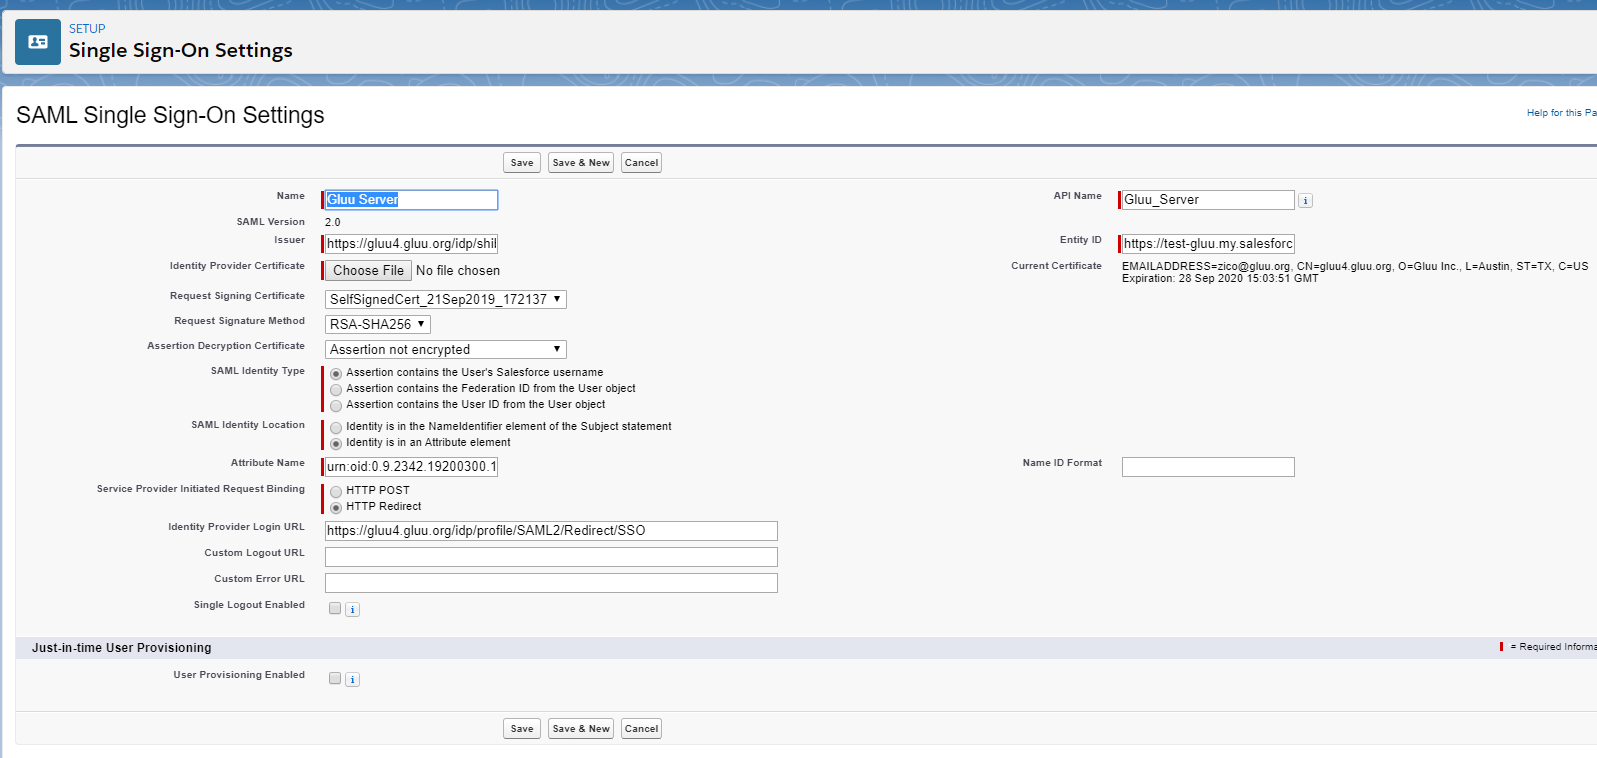 SETUP
Single Sign-On Settings
SAML Single Sign-On Settings
Help for this Pa
Save Save & New Cancel
Name Gluu Server API Name Gluu_Server i
SAML Version 2.0
Issuer https://gluu4.gluu.org/idp/shil Entity ID https://test-gluu.my.salesforc
Identity Provider Certificate Choose File No file chosen Current Certificate EMAILADDRESS=zico@gluu.org, CN=gluu4.gluu.org, O=Gluu Inc., L=Austin, ST=TX, C=US
Expiration: 28 Sep 2020 15:03:51 GMT
Request Signing Certificate SelfSignedCert_21Sep2019_172137
Request Signature Method RSA-SHA256
Assertion Decryption Certificate Assertion not encrypted
SAML Identity Type Assertion contains the User's Salesforce username
Assertion contains the Federation ID from the User object
Assertion contains the User ID from the User object
SAML Identity Location Identity is in the NameIdentifier element of the Subject statement
Identity is in an Attribute element
Attribute Name urn:oid:0.9.2342.19200300.1 Name ID Format
Service Provider Initiated Request Binding HTTP POST
HTTP Redirect
Identity Provider Login URL https://gluu4.gluu.org/idp/profile/SAML2/Redirect/SSO
Custom Logout URL
Custom Error URL
Single Logout Enabled i
Just-in-time User Provisioning = Required Informa
User Provisioning Enabled i
Save Save & New Cancel